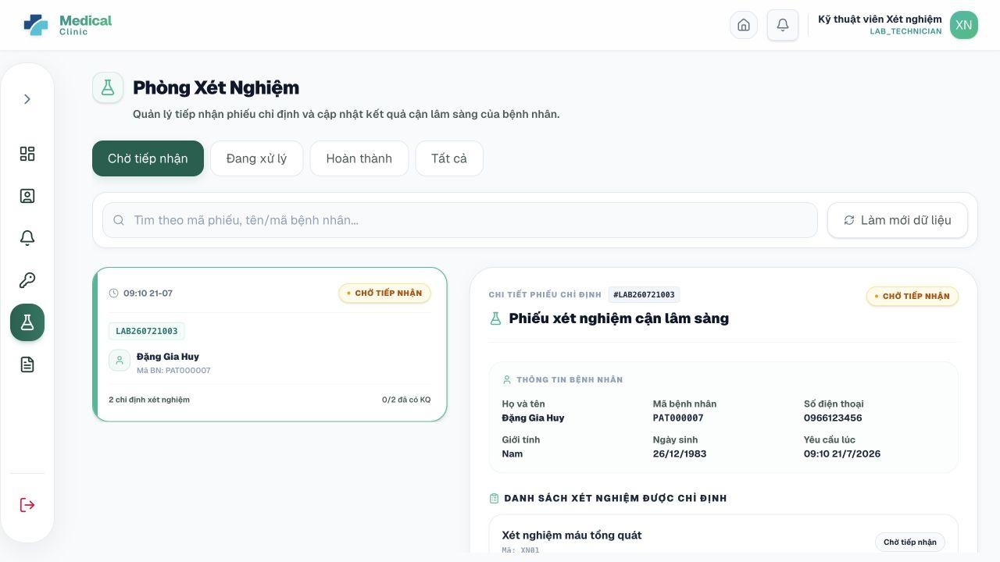 Medical
Clinic
Kỹ thuật viên Xét nghiệm
LAB_TECHNICIAN
XN
Phòng Xét Nghiệm
Quản lý tiếp nhận phiếu chỉ định và cập nhật kết quả cận lâm sàng của bệnh nhân.
Chờ tiếp nhận
Đang xử lý
Hoàn thành
Tất cả
Tìm theo mã phiếu, tên/mã bệnh nhân...
Làm mới dữ liệu
09:10 21-07
CHỜ TIẾP NHẬN
LAB260721003
Đặng Gia Huy
Mã BN: PAT000007
2 chỉ định xét nghiệm
0/2 đã có KQ
CHI TIẾT PHIẾU CHỈ ĐỊNH
#LAB260721003
CHỜ TIẾP NHẬN
Phiếu xét nghiệm cận lâm sàng
THÔNG TIN BỆNH NHÂN
Họ và tên
Mã bệnh nhân
Số điện thoại
Đặng Gia Huy
PAT000007
0966123456
Giới tính
Ngày sinh
Yêu cầu lúc
Nam
26/12/1983
09:10 21/7/2026
DANH SÁCH XÉT NGHIỆM ĐƯỢC CHỈ ĐỊNH
Xét nghiệm máu tổng quát
Chờ tiếp nhận
Mã: XN01